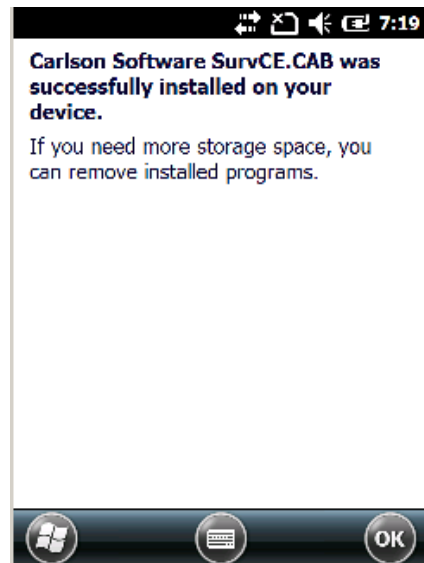 7:19
Carlson Software SurvCE.CAB was
successfully installed on your
device.
If you need more storage space, you
can remove installed programs.
OK